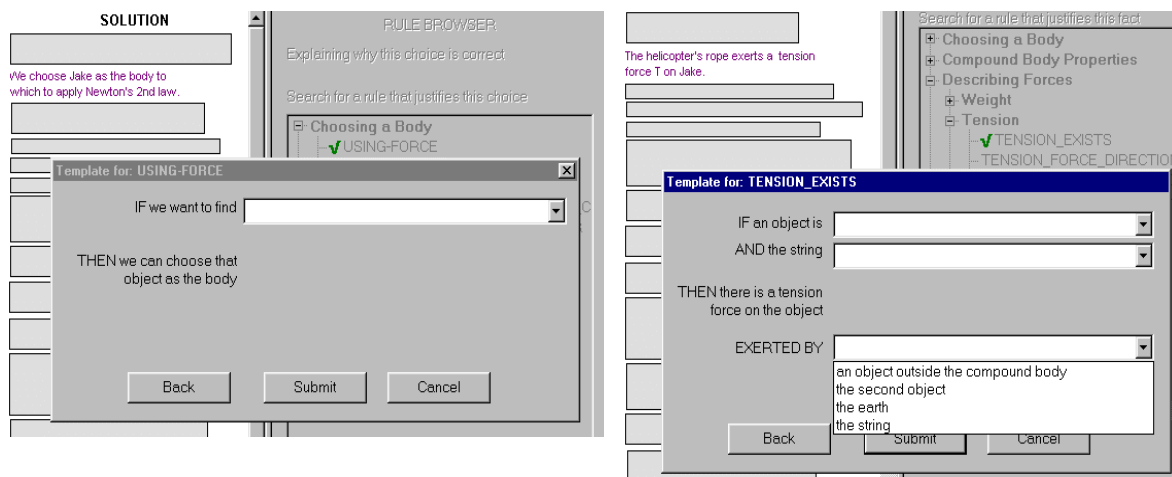 SOLUTION
We choose Jake as the body to
which to apply Newton's 2nd law.
RULE BROWSER
Explaining why this choice is correct
Search for a rule that justifies this choice
Choosing a Body
USING-FORCE
Template for: USING-FORCE
IF we want to find
THEN we can choose that
object as the body
Back Submit Cancel
The helicopter's rope exerts a tension
force T on Jake.
Search for a rule that justifies this fact
Choosing a Body
Compound Body Properties
Describing Forces
Weight
Tension
TENSION_EXISTS
TENSION_FORCE_DIRECTION
Template for: TENSION_EXISTS
IF an object is
AND the string
THEN there is a tension
force on the object
EXERTED BY
an object outside the compound body
the second object
the earth
the string
Back Submit Cancel